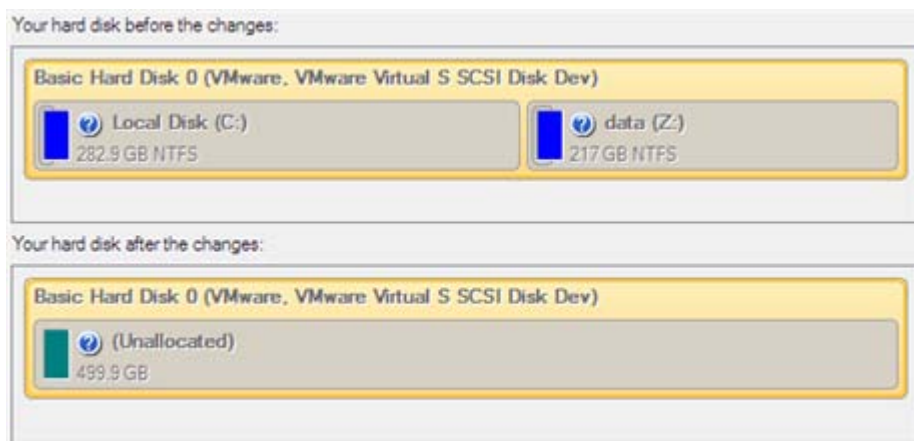 Your hard disk before the changes:
Basic Hard Disk 0 (VMware, VMware Virtual S SCSI Disk Dev)
Local Disk (C:)
282.9 GB NTFS
data (Z:)
217 GB NTFS
Your hard disk after the changes:
Basic Hard Disk 0 (VMware, VMware Virtual S SCSI Disk Dev)
(Unallocated)
499.9 GB